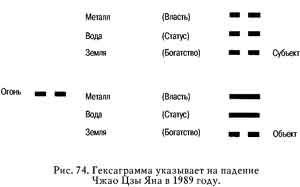 Металл (Власть)
Вода (Статус)
Земля (Богатство) Субъект
Огонь
Металл (Власть)
Вода (Статус)
Земля (Богатство) Объект
Рис. 74. Гексаграмма указывает на падение
Чжао Цзы Яна в 1989 году.